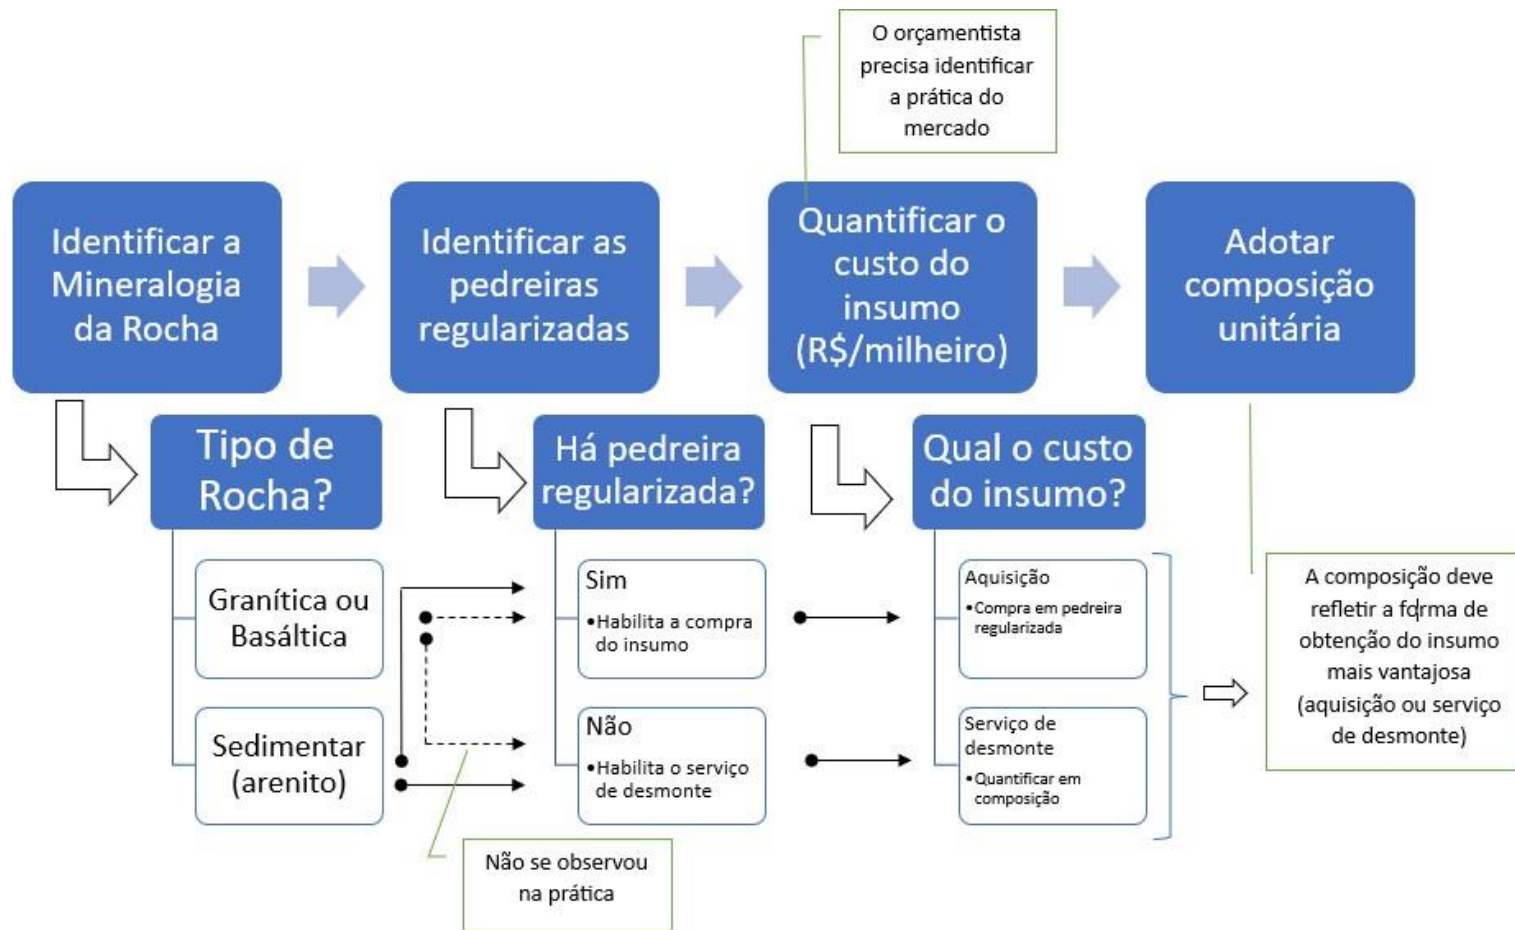 O orçamentista
precisa identificar
a prática do
mercado
Identificar a
Mineralogia
da Rocha
Identificar as
pedreiras
regularizadas
Quantificar o
custo do
insumo
(R$/milheiro)
Adotar
composição
unitária
Tipo de
Rocha?
Há pedreira
regularizada?
Qual o custo
do insumo?
Granítica ou
Basáltica
Sim
•Habilita a compra
do insumo
Aquisição
•Compra em pedreira
regularizada
Sedimentar
(arenito)
Não
•Habilita o serviço
de desmonte
Serviço de
desmonte
•Quantificar em
composição
A composição deve
refletir a forma de
obtenção do insumo
mais vantajosa
(aquisição ou serviço
de desmonte)
Não se observou
na prática